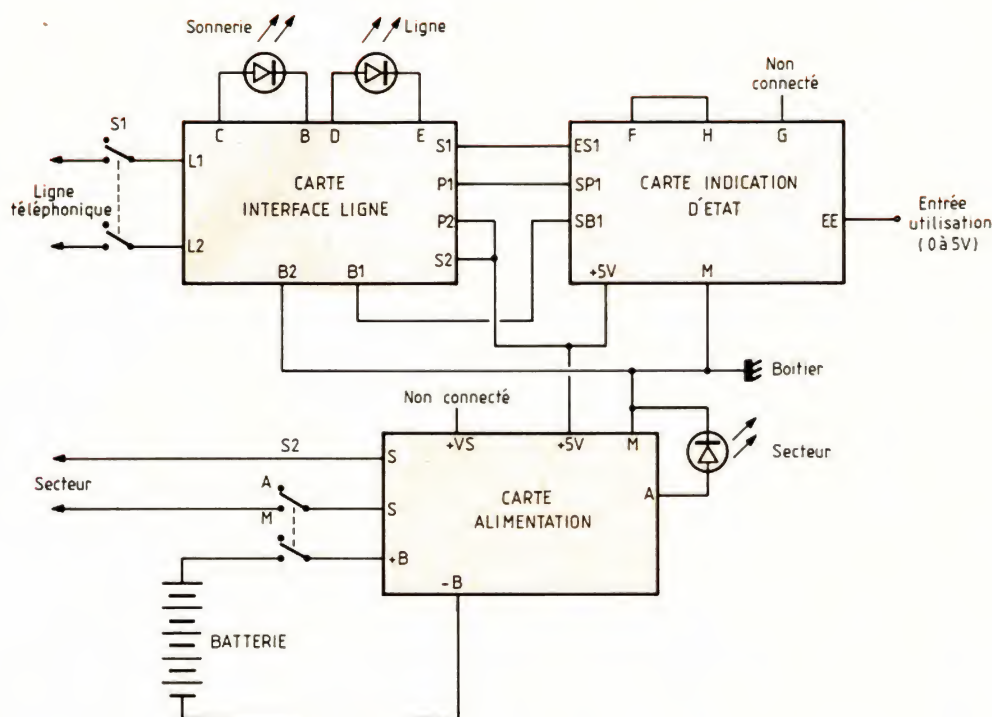 Sonnerie
Ligne
Non
connecté
S1
C B D E
F H G
L1
S1
ES1
CARTE
INTERFACE LIGNE
P1
SP1
CARTE INDICATION
D'ETAT
Ligne
téléphonique
P2
SB1
EE
Entrée
utilisation
(0 à 5V)
L2
S2
B2 B1
+5V M
Boitier
Non connecté
+VS +5V M
S2
S
Secteur
Secteur
A
M
S
A
CARTE
ALIMENTATION
+B
-B
BATTERIE